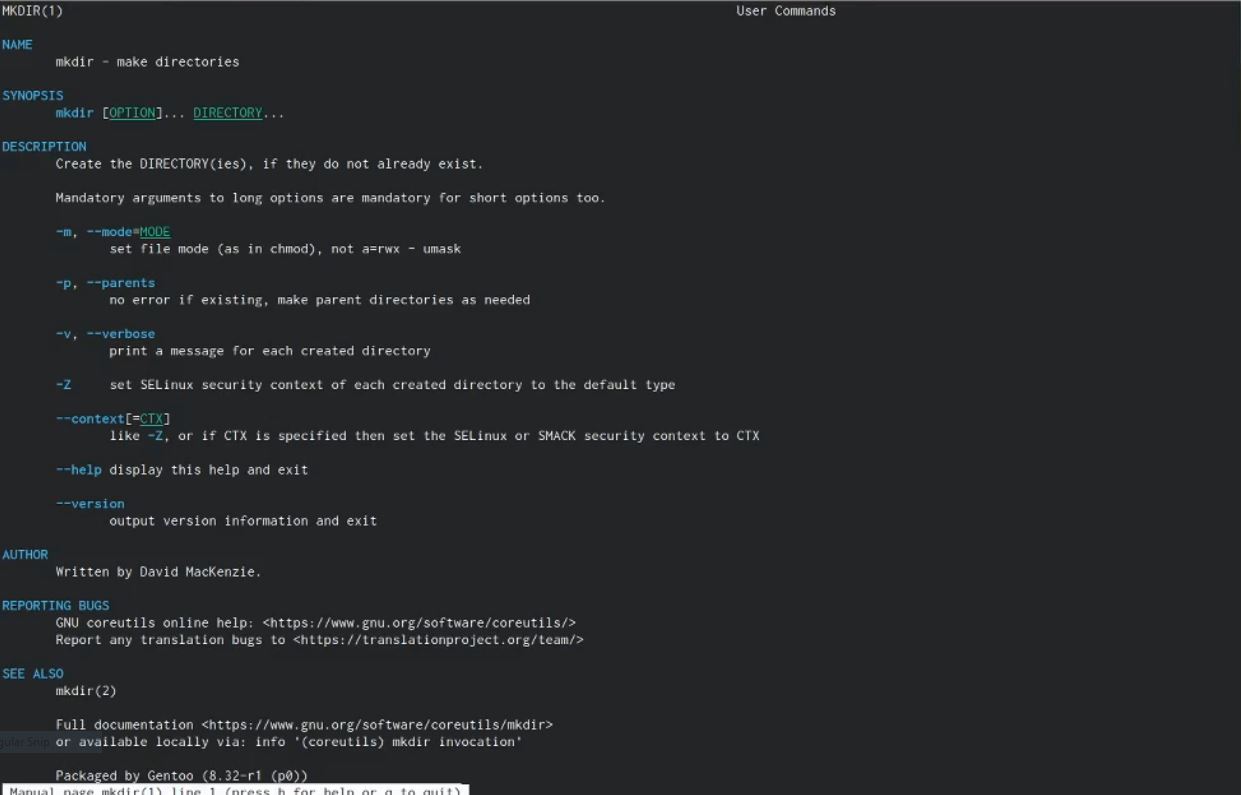 MKDIR(1) User Commands
NAME
mkdir - make directories
SYNOPSIS
mkdir [OPTION]... DIRECTORY...
DESCRIPTION
Create the DIRECTORY(ies), if they do not already exist.
Mandatory arguments to long options are mandatory for short options too.
-m, --mode=MODE
set file mode (as in chmod), not a=rwx - umask
-p, --parents
no error if existing, make parent directories as needed
-v, --verbose
print a message for each created directory
-Z set SELinux security context of each created directory to the default type
--context[=CTX]
like -Z, or if CTX is specified then set the SELinux or SMACK security context to CTX
--help display this help and exit
--version
output version information and exit
AUTHOR
Written by David MacKenzie.
REPORTING BUGS
GNU coreutils online help: <https://www.gnu.org/software/coreutils/>
Report any translation bugs to <https://translationproject.org/team/>
SEE ALSO
mkdir(2)
Full documentation <https://www.gnu.org/software/coreutils/mkdir>
or available locally via: info '(coreutils) mkdir invocation'
Snip
Packaged by Gentoo (8.32-r1 (p0))
Manual page mkdir(1) line 1 (press h for help or q to quit)